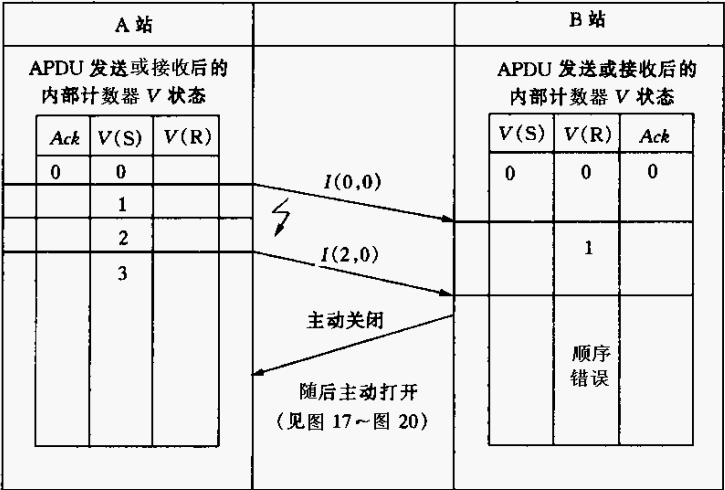 A 站
B 站
APDU 发送或接收后的
内部计数器 V 状态
APDU 发送或接收后的
内部计数器 V 状态
Ack V(S) V(R)
V(S) V(R) Ack
0 0
0 0 0
I(0,0)
1
2
1
I(2,0)
3
主动关闭
顺序
错误
随后主动打开
(见图 17~图 20)